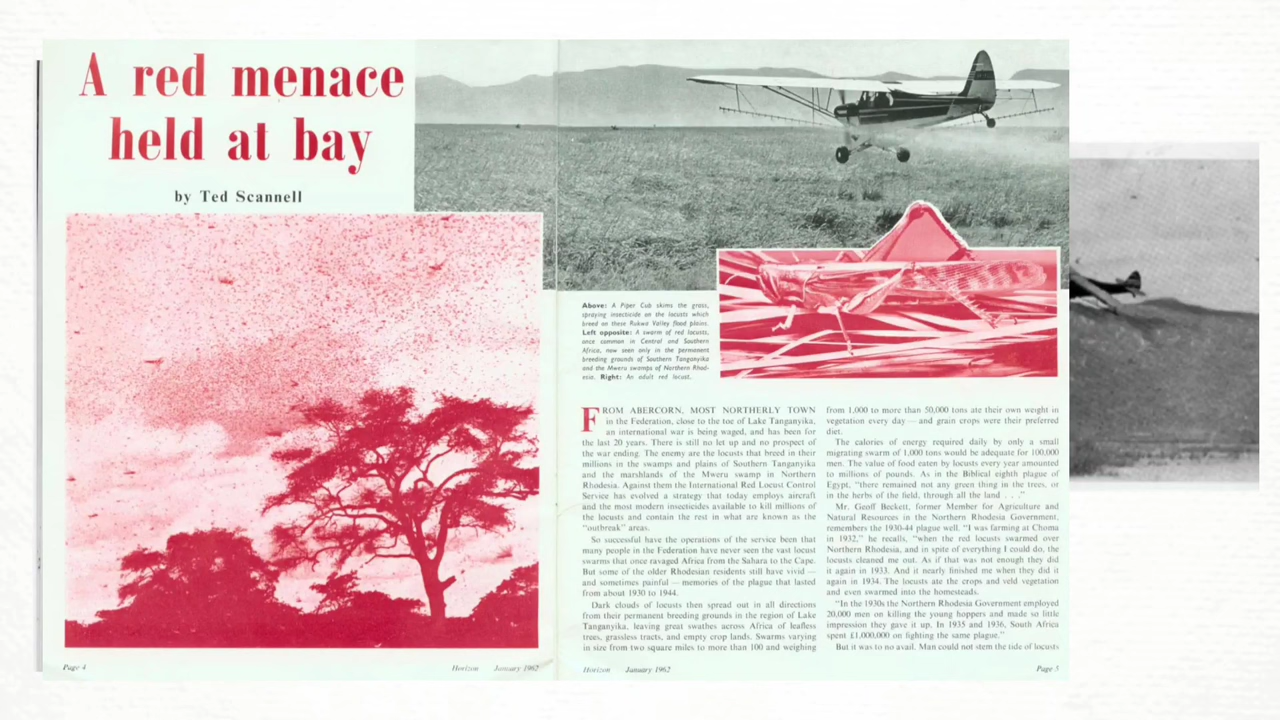 A red menace
held at bay
by Ted Scannell
Above: A Piper Cub skims the grass,
spraying insecticide on the locusts which
breed on these Rukwa Valley flood plains.
Left opposite: A swarm of red locusts,
once common in Central and Southern
Africa, now seen only in the permanent
breeding grounds of Southern Tanganyika
and the Mweru swamps of Northern Rhod-
esia. Right: An adult red locust.
FROM ABERCORN, MOST NORTHERLY TOWN
in the Federation, close to the toe of Lake Tanganyika,
an international war is being waged, and has been for
the last 20 years. There is still no let up and no prospect of
the war ending. The enemy are the locusts that breed in their
millions in the swamps and plains of Southern Tanganyika
and the marshlands of the Mweru swamp in Northern
Rhodesia. Against them the International Red Locust Control
Service has evolved a strategy that today employs aircraft
and the most modern insecticides available to kill millions of
the locusts and contain the rest in what are known as the
"outbreak" areas.
So successful have the operations of the service been that
many people in the Federation have never seen the vast locust
swarms that once ravaged Africa from the Sahara to the Cape.
But some of the older Rhodesian residents still have vivid —
and sometimes painful — memories of the plague that lasted
from about 1930 to 1944.
Dark clouds of locusts then spread out in all directions
from their permanent breeding grounds in the region of Lake
Tanganyika, leaving great swathes across Africa of leafless
trees, grassless tracts, and empty crop lands. Swarms varying
in size from two square miles to more than 100 and weighing
from 1,000 to more than 50,000 tons ate their own weight in
vegetation every day — and grain crops were their preferred
diet.
The calories of energy required daily by only a small
migrating swarm of 1,000 tons would be adequate for 100,000
men. The value of food eaten by locusts every year amounted
to millions of pounds. As in the Biblical eighth plague of
Egypt, "there remained not any green thing in the trees, or
in the herbs of the field, through all the land . . ."
Mr. Geoff Beckett, former Member for Agriculture and
Natural Resources in the Northern Rhodesia Government,
remembers the 1930-44 plague well. "I was farming at Choma
in 1932," he recalls, "when the red locusts swarmed over
Northern Rhodesia, and in spite of everything I could do, the
locusts cleaned me out. As if that was not enough they did
it again in 1933. And it nearly finished me when they did it
again in 1934. The locusts ate the crops and veld vegetation
and even swarmed into the homesteads.
"In the 1930s the Northern Rhodesia Government employed
20,000 men on killing the young hoppers and made so little
impression they gave it up. In 1935 and 1936, South Africa
spent £1,000,000 on fighting the same plague."
But it was to no avail. Man could not stem the tide of locusts
Page 4
Horizon January 1962
Horizon January 1962
Page 5